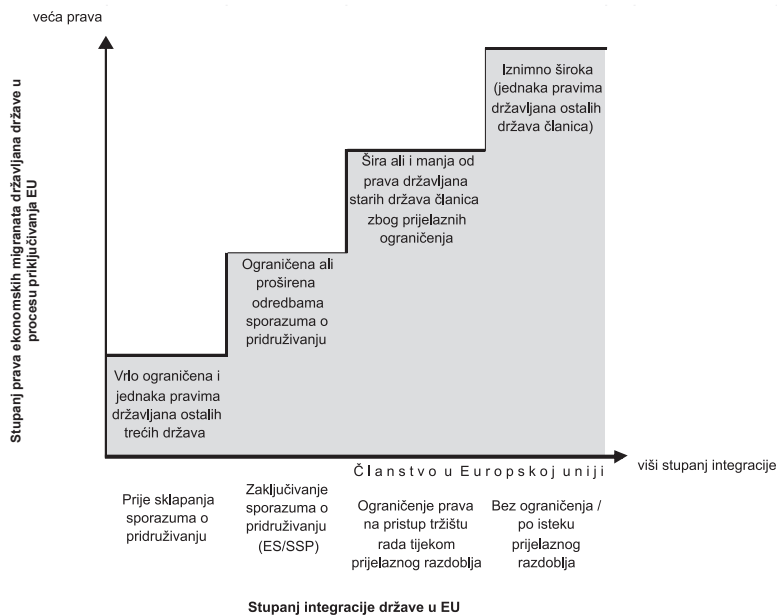 veća prava
Stupanj prava ekonomskih migranata državljana države u
procesu priključivanja EU
Iznimno široka
(jednaka pravima
državljana ostalih
država članica)
Šira ali i manja od
prava državljana
starih država članica
zbog prijelaznih
ograničenja
Ograničena ali
proširena
odredbama
sporazuma o
pridruživanju
Vrlo ograničena i
jednaka pravima
državljana ostalih
trećih država
viši stupanj integracije
Članstvo u Europskoj uniji
Prije sklapanja
sporazuma o
pridruživanju
Zaključivanje
sporazuma o
pridruživanju
(ES/SSP)
Ograničenje prava
na pristup tržištu
rada tijekom
prijelaznog razdoblja
Bez ograničenja /
po isteku
prijelaznog
razdoblja
Stupanj integracije države u EU